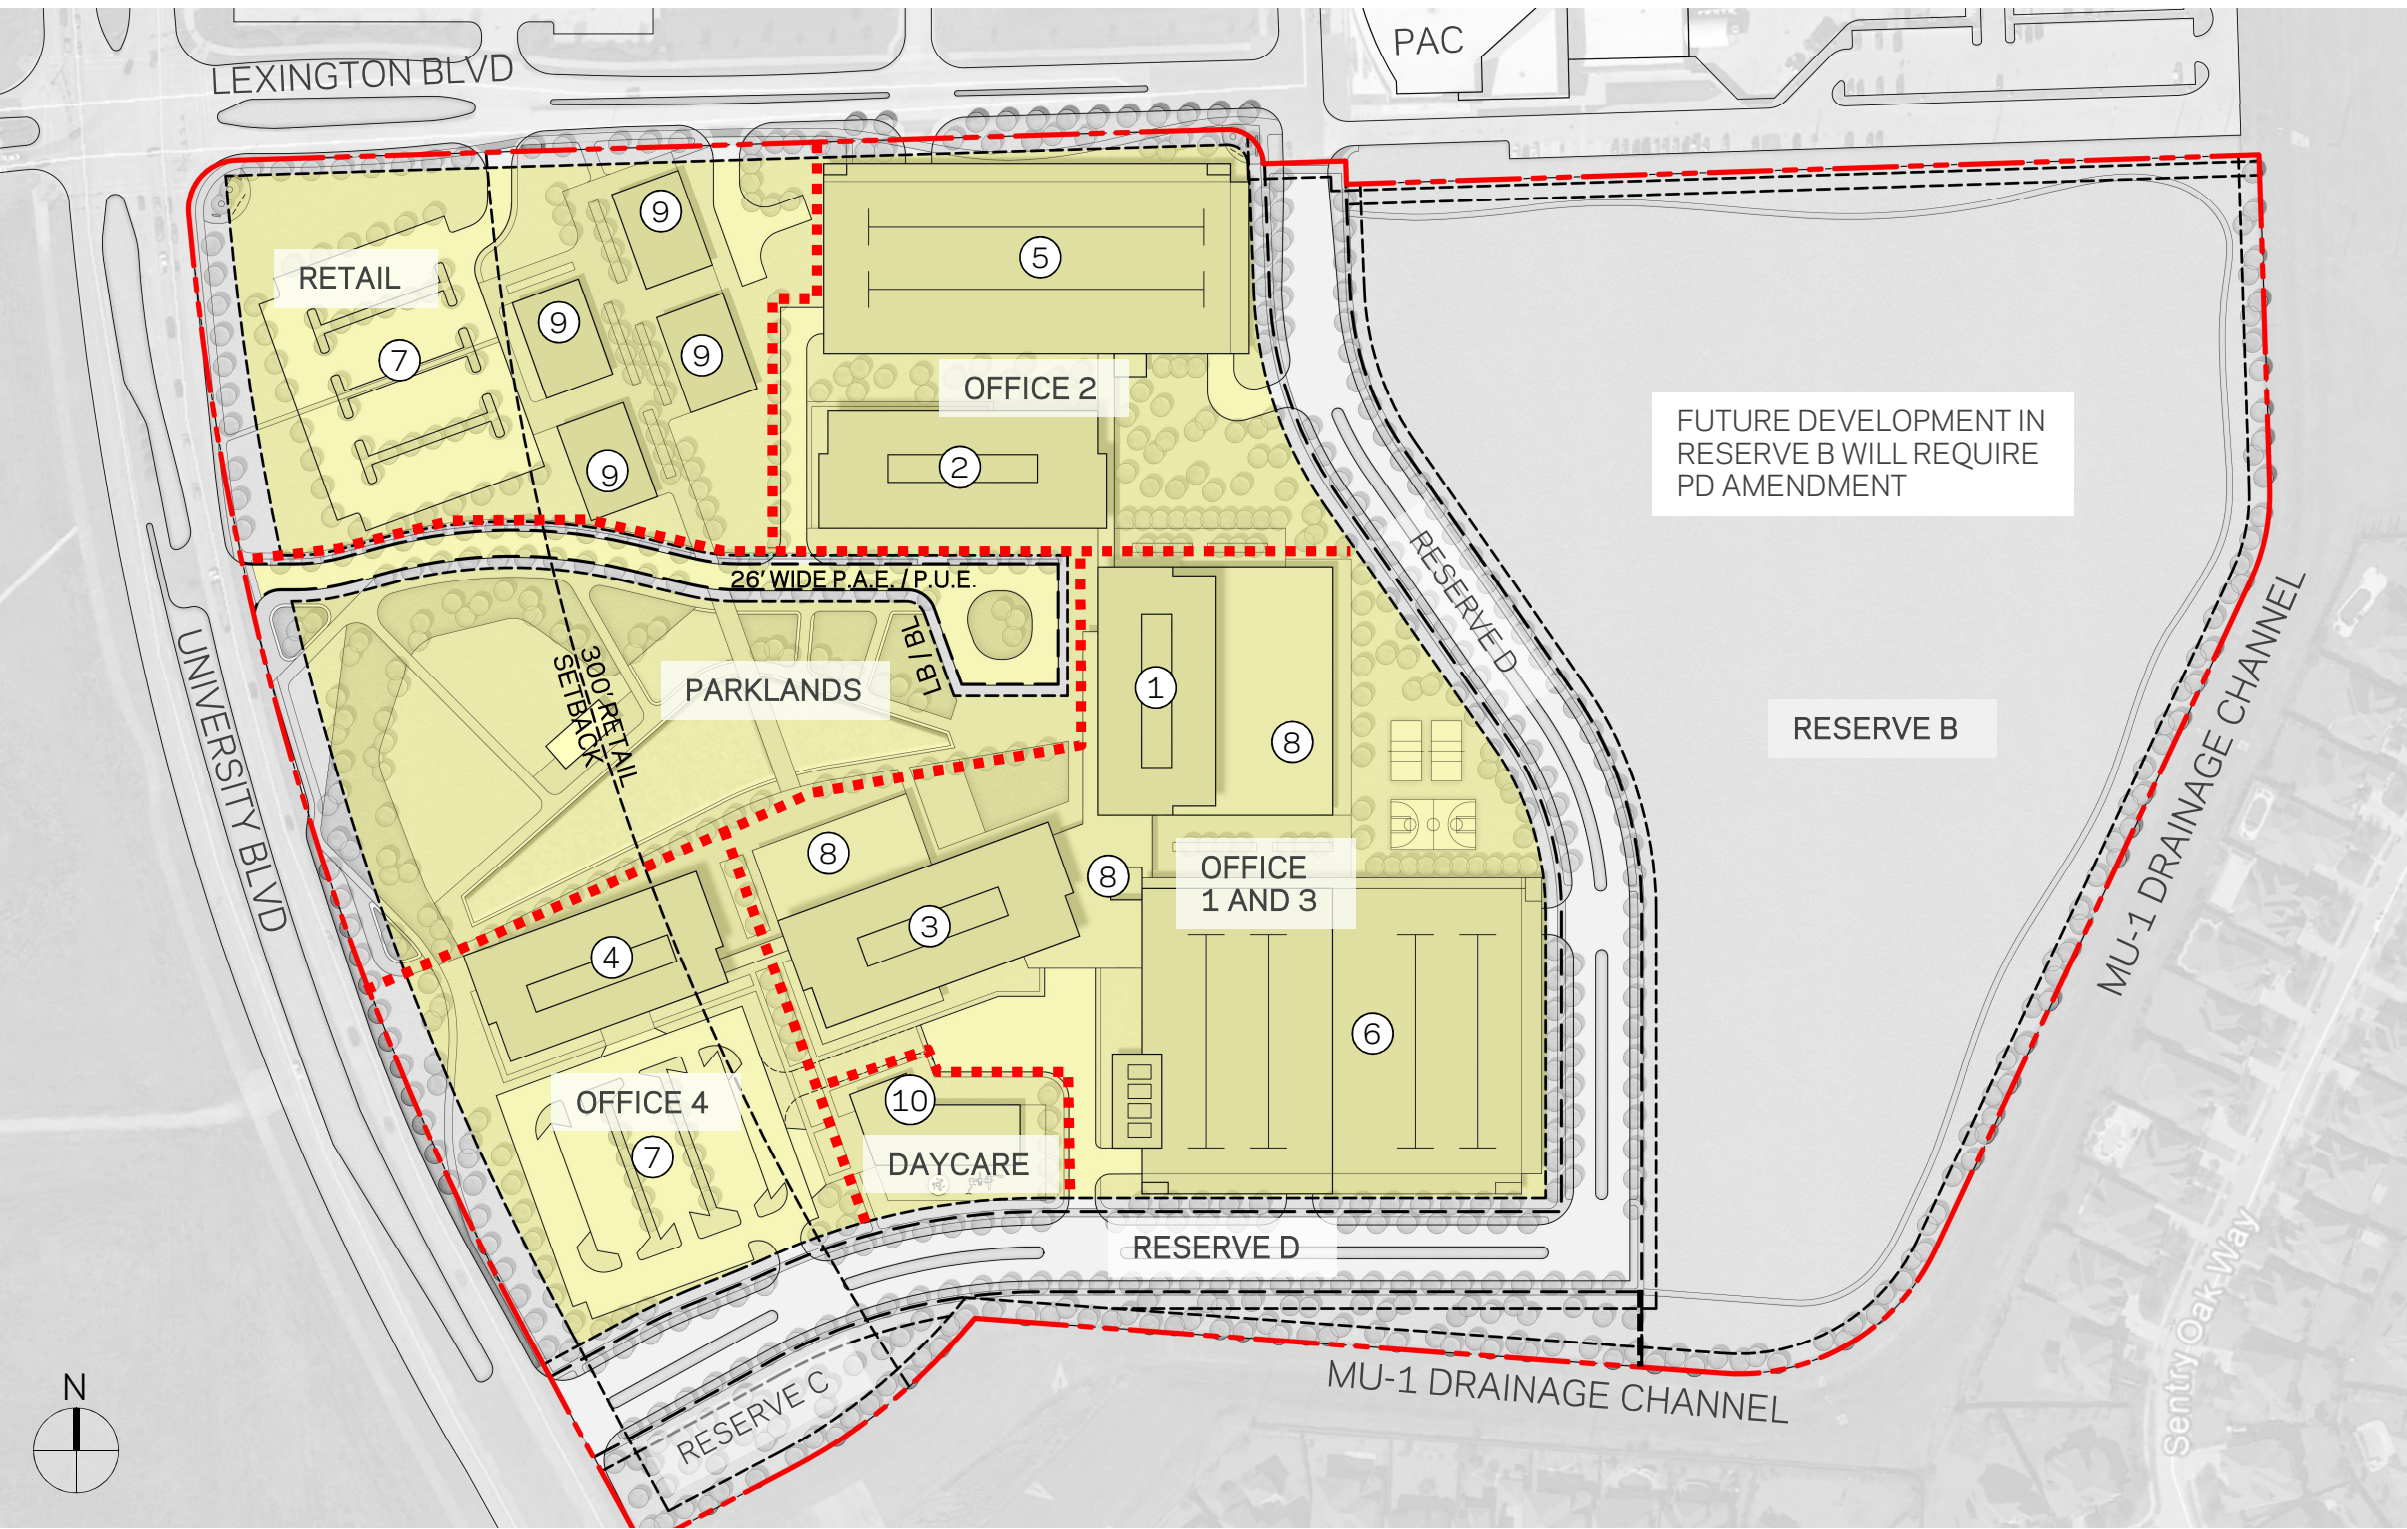 PAC
LEXINGTON BLVD
9
5
RETAIL
9
9
7
OFFICE 2
FUTURE DEVELOPMENT IN
RESERVE B WILL REQUIRE
PD AMENDMENT
9
2
RESERVE D
26' WIDE P.A.E. / P.U.E.
LB / BL
300' RETAIL
SETBACK
PARKLANDS
1
8
RESERVE B
UNIVERSITY BLVD
MU-1 DRAINAGE CHANNEL
8
8
OFFICE
1 AND 3
3
4
6
OFFICE 4
10
7
DAYCARE
RESERVE D
Sentry Oak Way
RESERVE C
MU-1 DRAINAGE CHANNEL
N